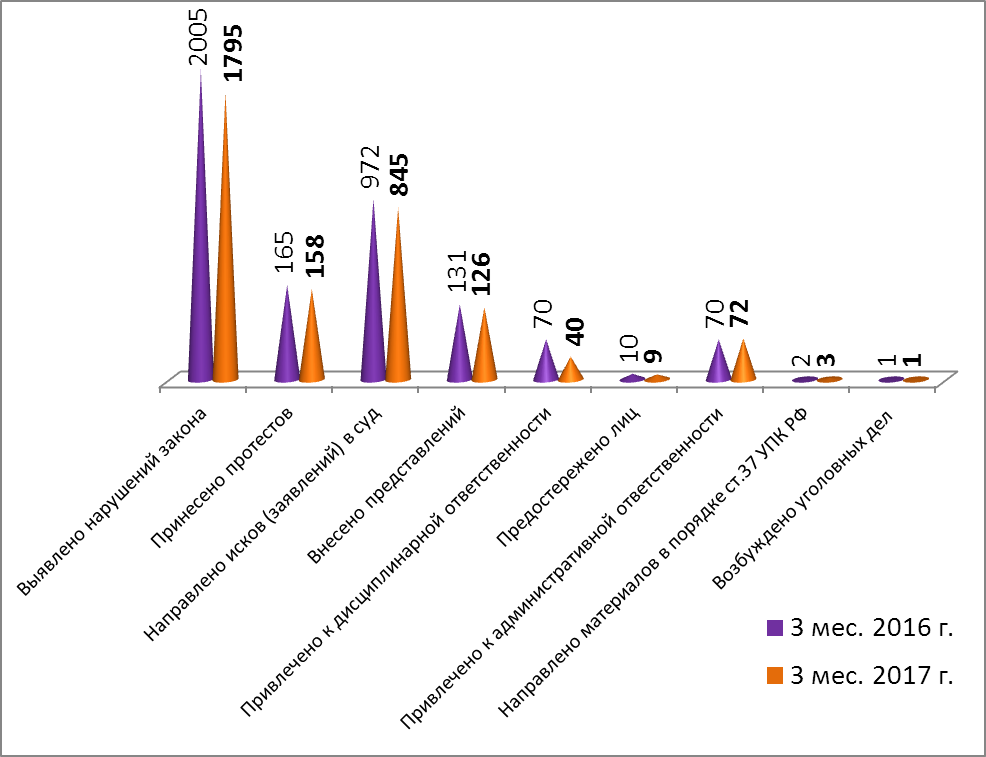 2005
1795
165
158
972
845
131
126
70
40
10
9
70
72
2
3
1
1
Выявлено нарушений закона
Принесено протестов
Направлено исков (заявлений) в суд
Внесено представлений
Привлечено к дисциплинарной ответственности
Предостережено лиц
Привлечено к административной ответственности
Направлено материалов в порядке ст.37 УПК РФ
Возбуждено уголовных дел
3 мес. 2016 г.
3 мес. 2017 г.